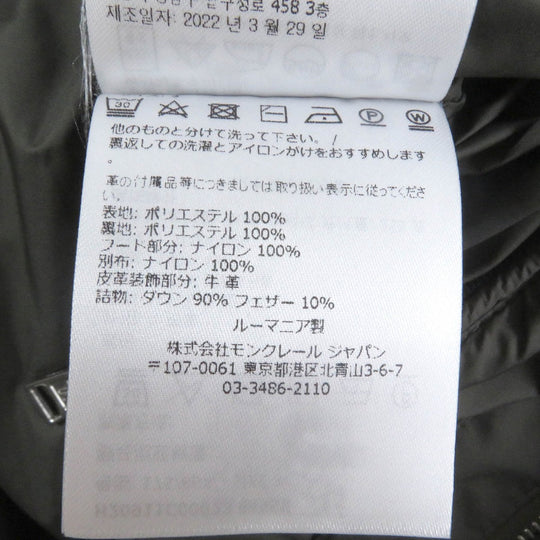 458 3층
제조일자: 2022 년 3 월 29 일
30
P W
他のものと分けて洗って下さい。/
裏返しての洗濯とアイロンがけをおすすめします
。
革の付属品等につきましては取り扱い表示に従ってくださ
い。
表地: ポリエステル 100%
裏地: ポリエステル 100%
フード部分: ナイロン 100%
別布: ナイロン 100%
皮革装飾部分: 牛 革
詰物: ダウン 90% フェザー 10%
ルーマニア製
株式会社モンクレール ジャパン
〒107-0061 東京都港区北青山3-6-7
03-3486-2110